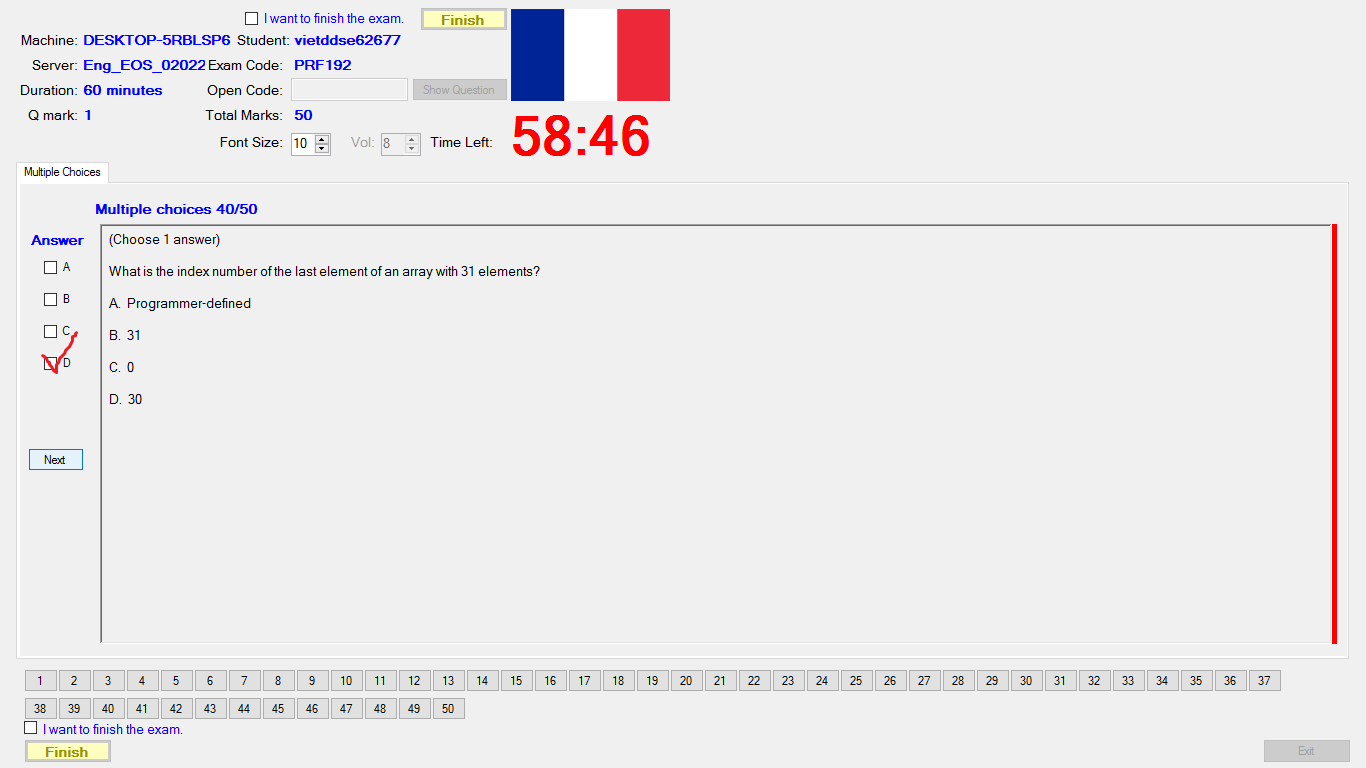 I want to finish the exam.
Finish
Machine: DESKTOP-5RBLSP6 Student: vietddse62677
Server: Eng_EOS_02022 Exam Code: PRF192
Duration: 60 minutes Open Code: Show Question
Q mark: 1 Total Marks: 50
Font Size: 10 Vol: 8 Time Left: 58:46
Multiple Choices
Multiple choices 40/50
Answer
(Choose 1 answer)
A
What is the index number of the last element of an array with 31 elements?
B
A. Programmer-defined
C
B. 31
D
C. 0
D. 30
Next
1 2 3 4 5 6 7 8 9 10 11 12 13 14 15 16 17 18 19 20 21 22 23 24 25 26 27 28 29 30 31 32 33 34 35 36 37
38 39 40 41 42 43 44 45 46 47 48 49 50
I want to finish the exam.
Finish
Exit